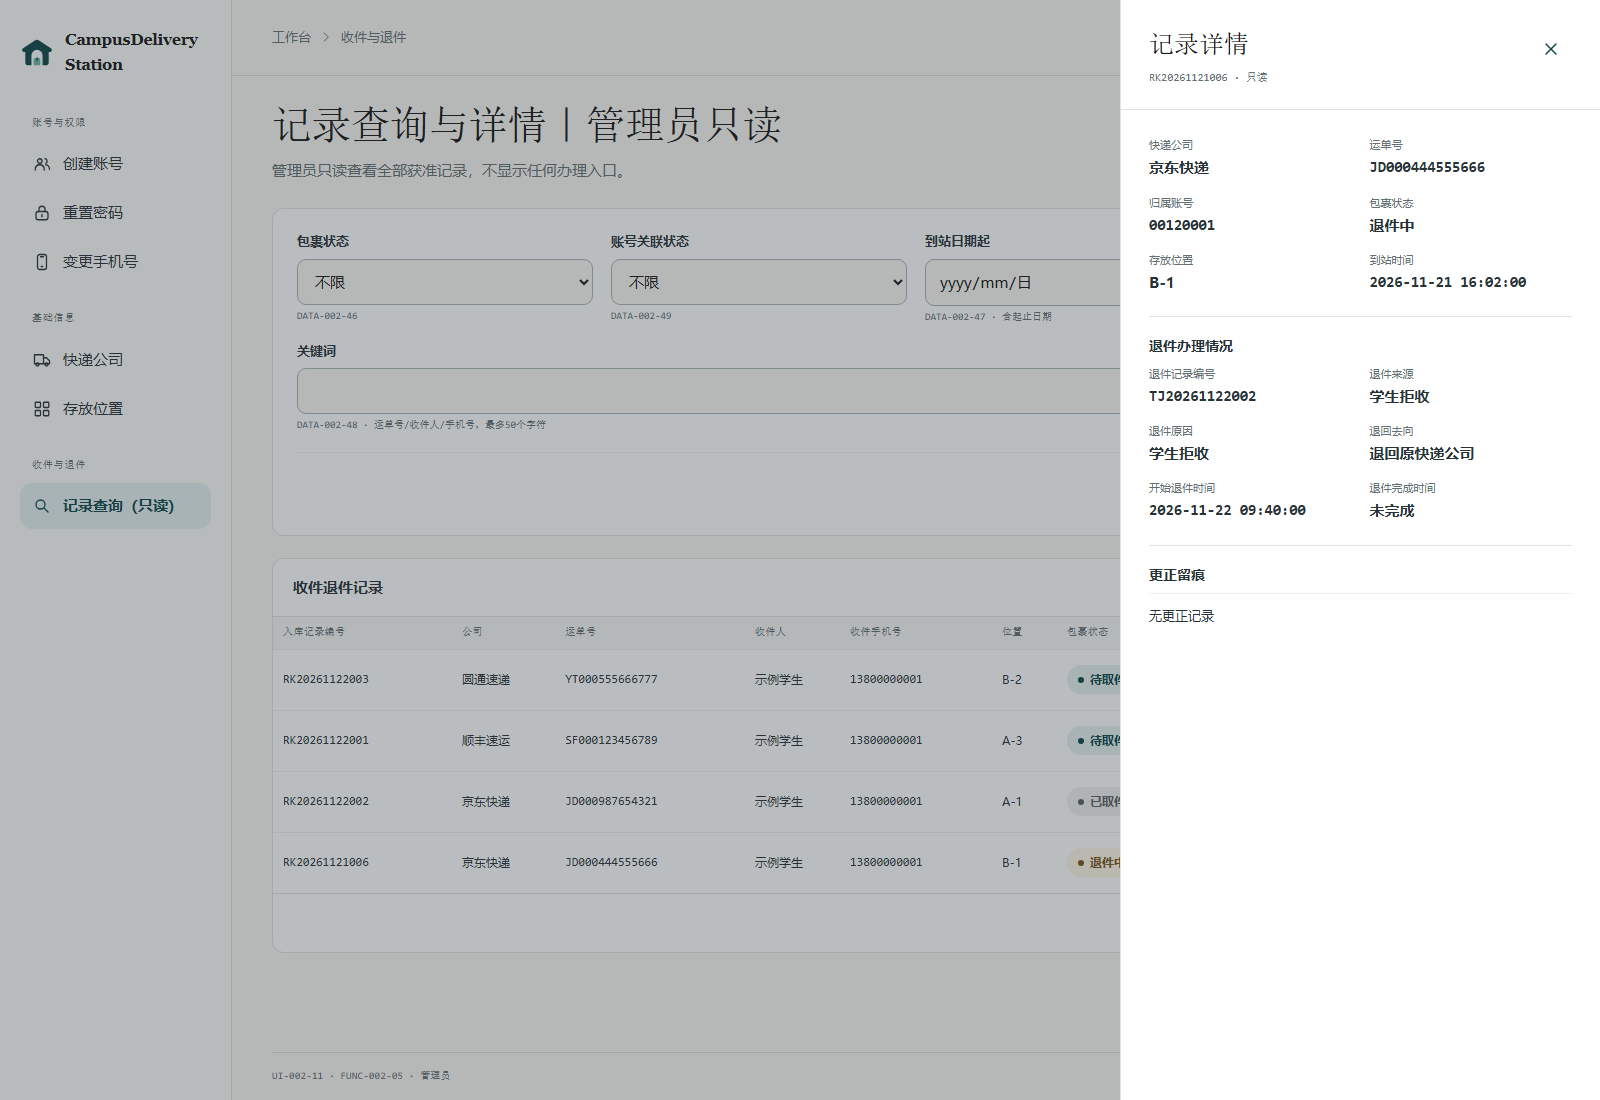 CampusDelivery
Station
账号与权限
创建账号
重置密码
变更手机号
基础信息
快递公司
存放位置
收件与退件
记录查询（只读）
工作台 > 收件与退件
记录查询与详情丨管理员只读
管理员只读查看全部获准记录，不显示任何办理入口。
包裹状态 账号关联状态 到站日期起
不限 不限 yyyy/mm/日
DATA-002-46 DATA-002-49 DATA-002-47 · 含起止日期
关键词
DATA-002-48 · 运单号/收件人/手机号，最多50个字符
收件退件记录
入库记录编号 公司 运单号 收件人 收件手机号 位置 包裹状态
RK20261122003 圆通速递 YT000555666777 示例学生 13800000001 B-2 待取件
RK20261122001 顺丰速运 SF000123456789 示例学生 13800000001 A-3 待取件
RK20261122002 京东快递 JD000987654321 示例学生 13800000001 A-1 已取件
RK20261121006 京东快递 JD000444555666 示例学生 13800000001 B-1 退件中
UI-002-11 · FUNC-002-05 · 管理员
记录详情
RK20261121006 · 只读
快递公司 运单号
京东快递 JD000444555666
归属账号 包裹状态
00120001 退件中
存放位置 到站时间
B-1 2026-11-21 16:02:00
退件办理情况
退件记录编号 退件来源
TJ20261122002 学生拒收
退件原因 退回去向
学生拒收 退回原快递公司
开始退件时间 退件完成时间
2026-11-22 09:40:00 未完成
更正留痕
无更正记录